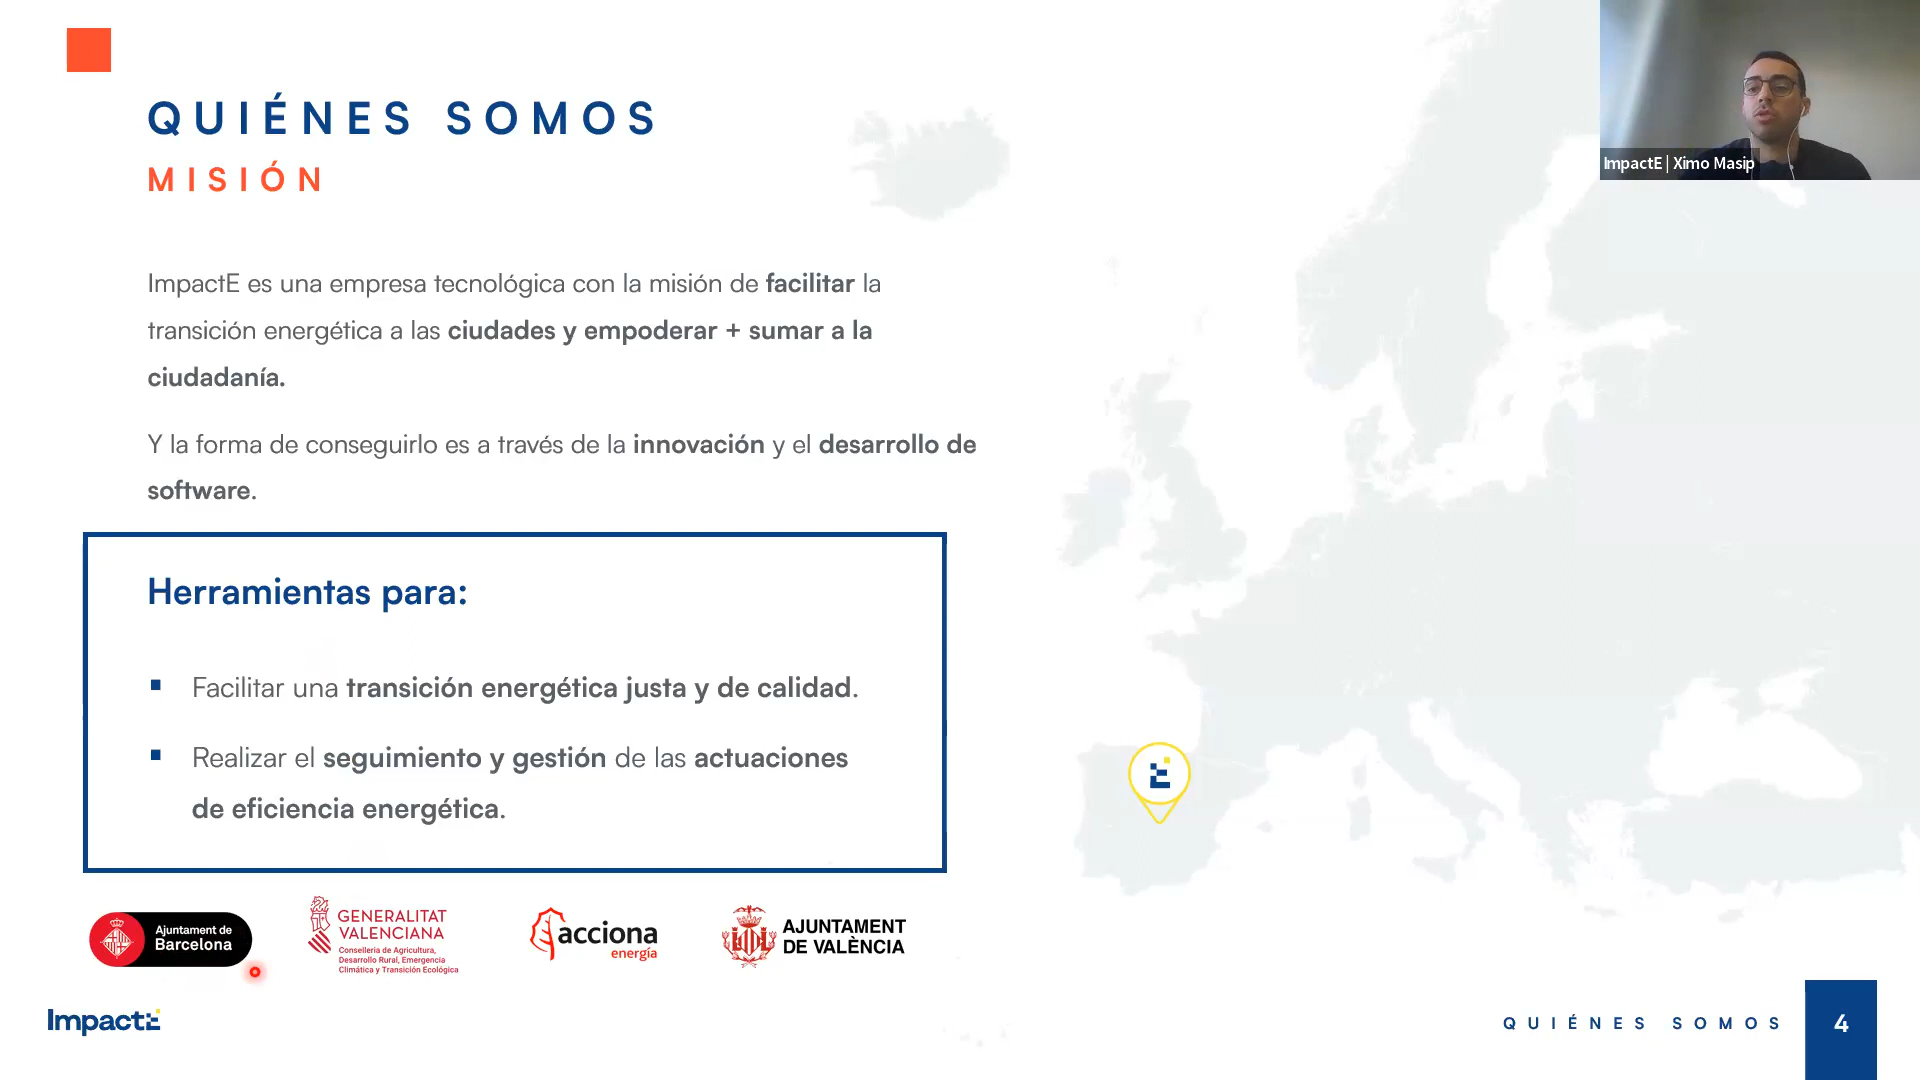 QUIÉNES SOMOS
MISIÓN
ImpactE | Ximo Masip
ImpactE es una empresa tecnológica con la misión de facilitar la
transición energética a las ciudades y empoderar + sumar a la
ciudadanía.
Y la forma de conseguirlo es a través de la innovación y el desarrollo de
software.
Herramientas para:
▪ Facilitar una transición energética justa y de calidad.
▪ Realizar el seguimiento y gestión de las actuaciones
de eficiencia energética.
Ajuntament de
Barcelona
GENERALITAT
VALENCIANA
Conselleria de Agricultura,
Desarrollo Rural, Emergencia
Climática y Transición Ecológica
acciona
energía
AJUNTAMENT
DE VALÈNCIA
ImpactE
QUIÉNES SOMOS
4